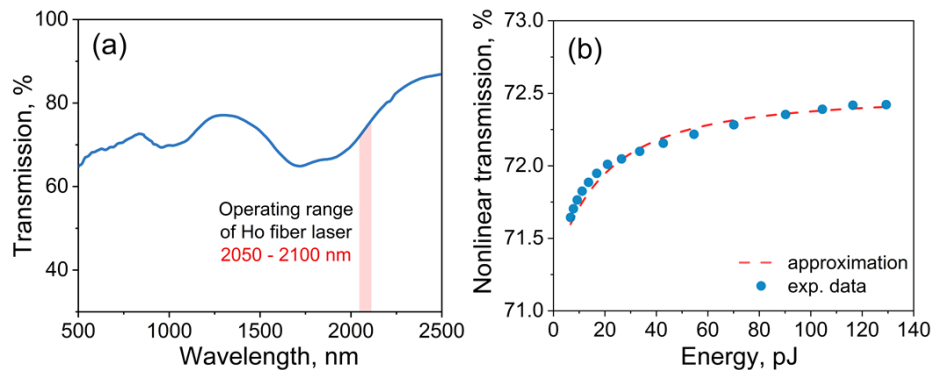 (a)
Transmission, %
100
80
60
40
Operating range
of Ho fiber laser
2050 - 2100 nm
500 1000 1500 2000 2500
Wavelength, nm
(b)
Nonlinear transmission, %
73.0
72.5
72.0
71.5
71.0
approximation
exp. data
0 20 40 60 80 100 120 140
Energy, pJ